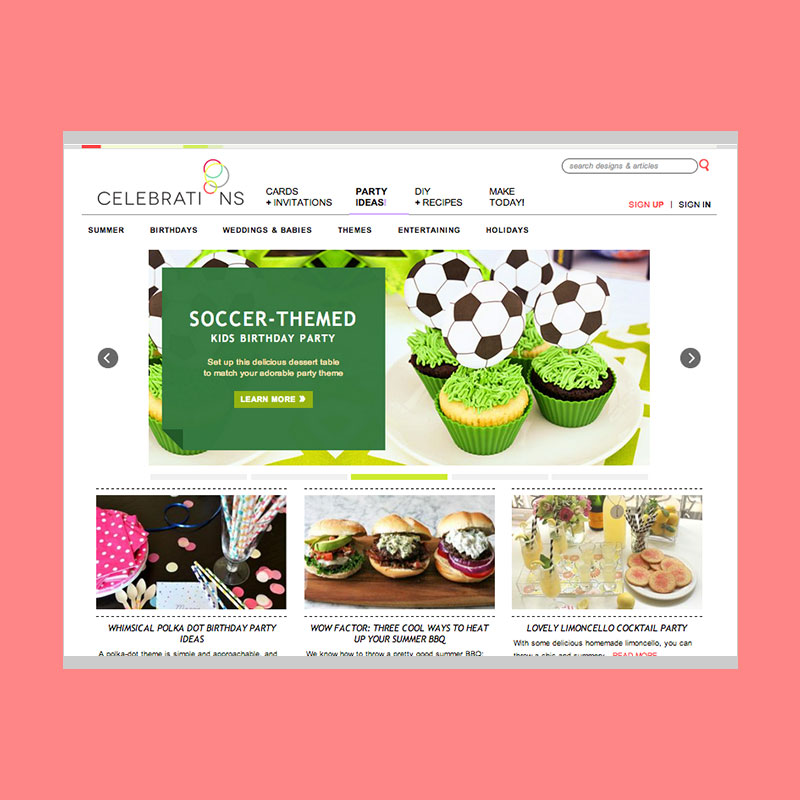 search designs & articles
CELEBRATIONS
CARDS
+ INVITATIONS
PARTY
IDEAS!
DIY
+ RECIPES
MAKE
TODAY!
SIGN UP | SIGN IN
SUMMER BIRTHDAYS WEDDINGS & BABIES THEMES ENTERTAINING HOLIDAYS
SOCCER-THEMED
KIDS BIRTHDAY PARTY
Set up this delicious dessert table
to match your adorable party theme
LEARN MORE »
WHIMSICAL POLKA DOT BIRTHDAY PARTY
IDEAS
A polka-dot theme is simple and approachable, and
WOW FACTOR: THREE COOL WAYS TO HEAT
UP YOUR SUMMER BBQ
We know how to throw a pretty good summer BBQ:
LOVELY LIMONCELLO COCKTAIL PARTY
With some delicious homemade limoncello, you can
throw a chic and summery... READ MORE